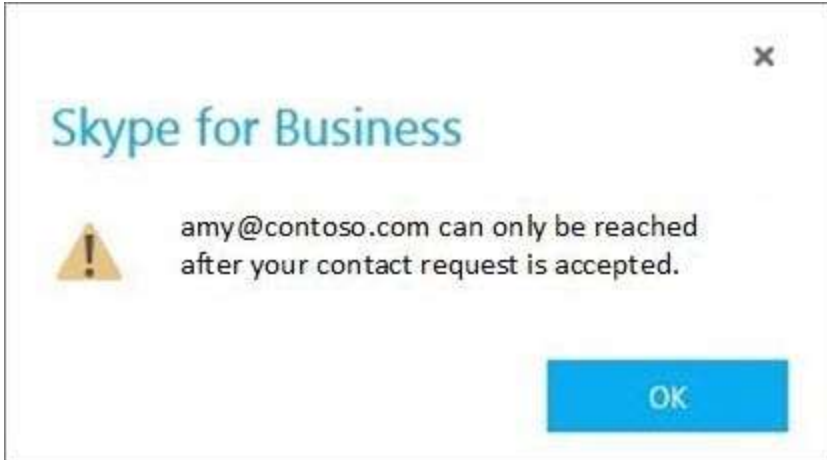 Skype for Business
amy@contoso.com can only be reached
after your contact request is accepted.
OK